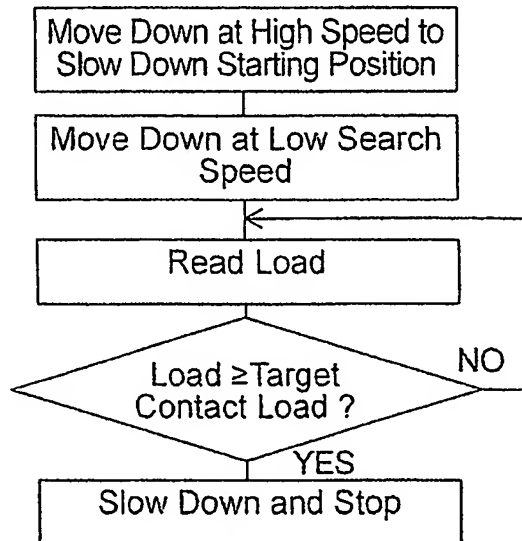 Move Down at High Speed to
Slow Down Starting Position
Move Down at Low Search
Speed
Read Load
Load ≥Target
Contact Load ?
NO
YES
Slow Down and Stop